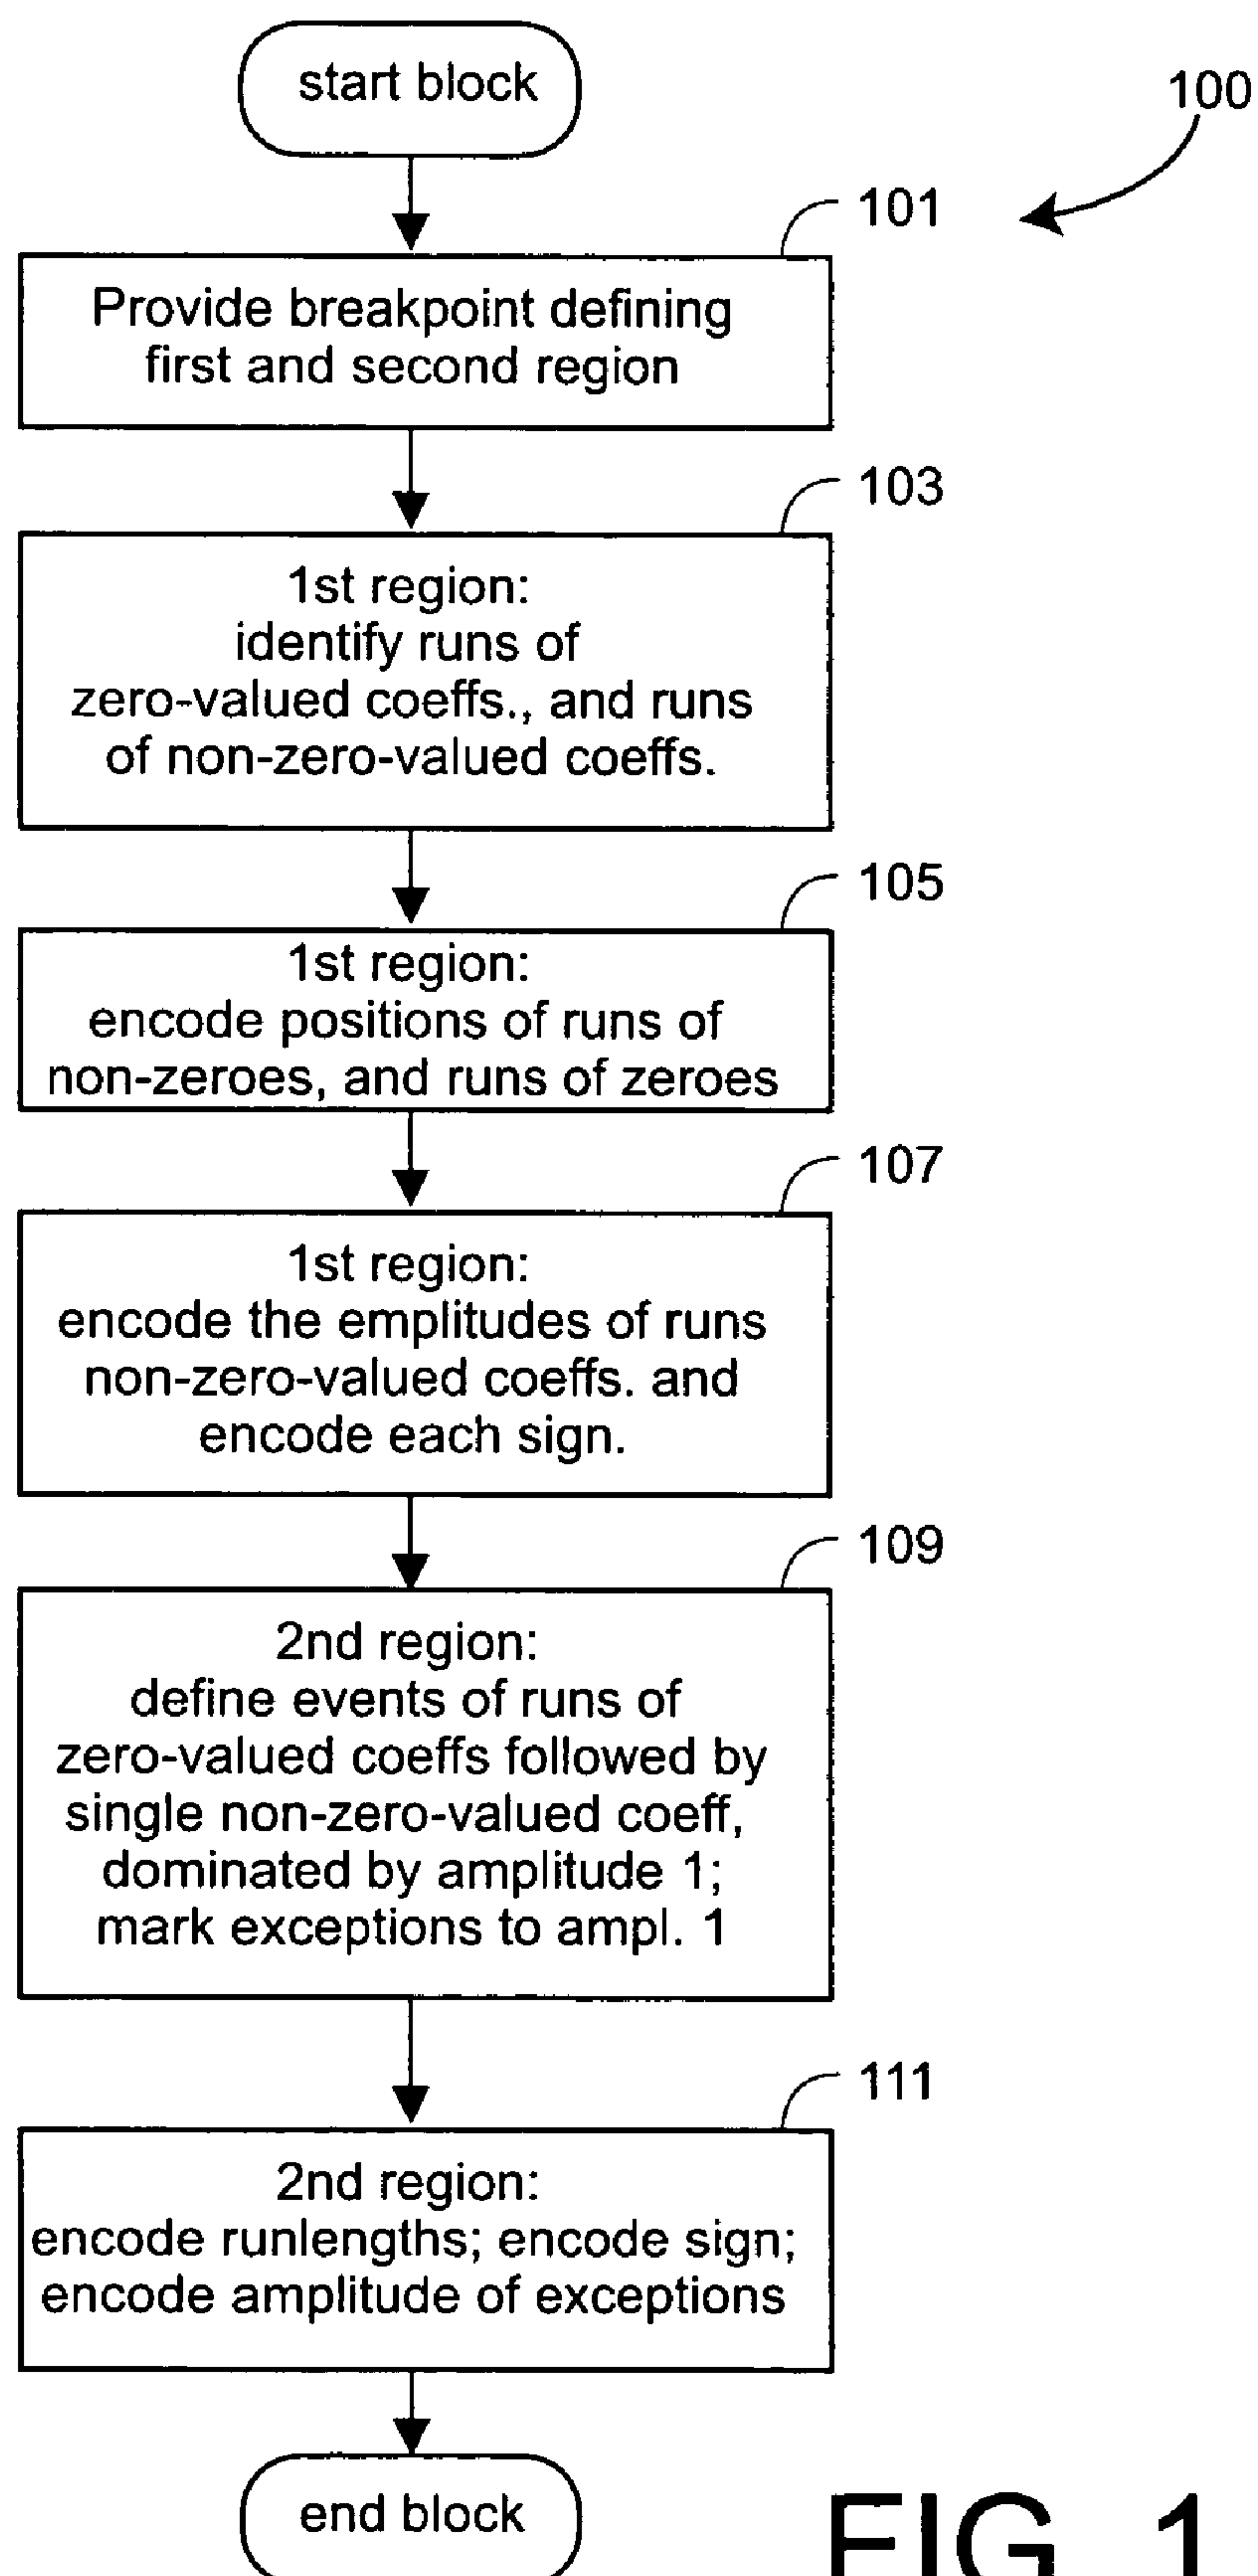 start block
100
101
Provide breakpoint defining
first and second region
103
1st region:
identify runs of
zero-valued coeffs., and runs
of non-zero-valued coeffs.
105
1st region:
encode positions of runs of
non-zeroes, and runs of zeroes
107
1st region:
encode the emplitudes of runs
non-zero-valued coeffs. and
encode each sign.
109
2nd region:
define events of runs of
zero-valued coeffs followed by
single non-zero-valued coeff,
dominated by amplitude 1;
mark exceptions to ampl. 1
111
2nd region:
encode runlengths; encode sign;
encode amplitude of exceptions
end block
FIG. 1